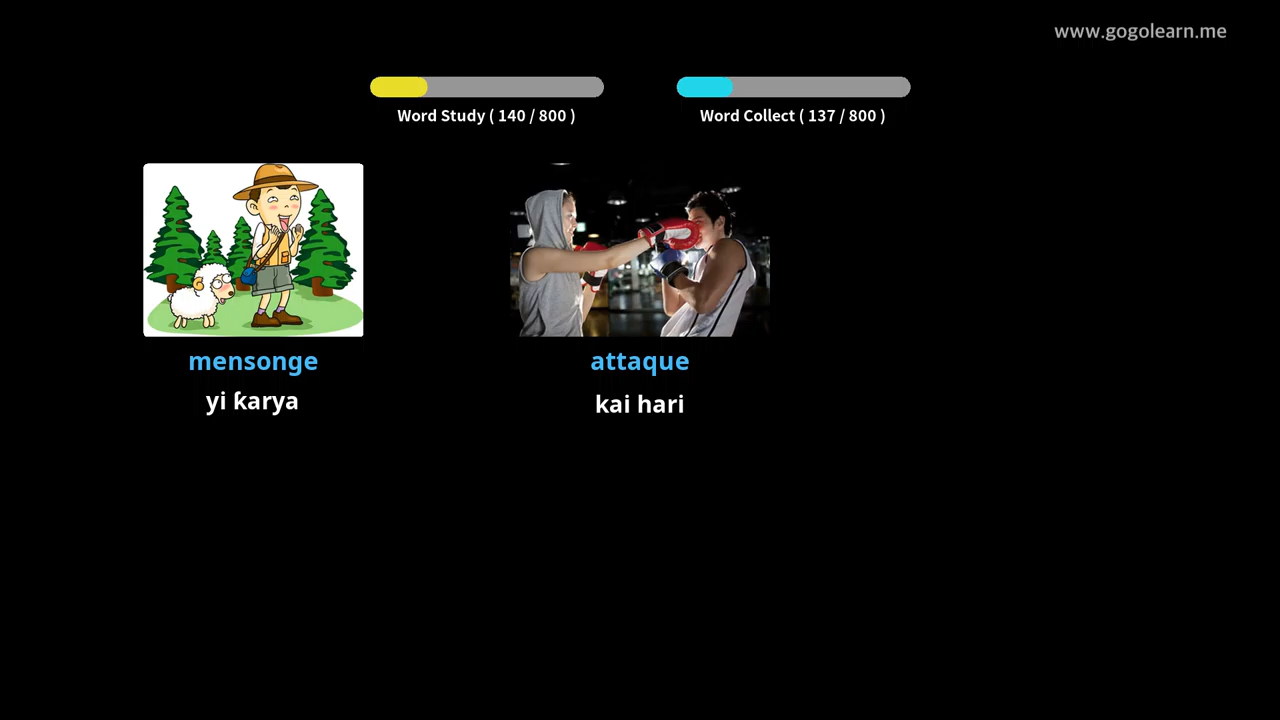 www.gogolearn.me
Word Study ( 140 / 800 )
Word Collect ( 137 / 800 )
mensonge
attaque
yi ƙarya
kai hari